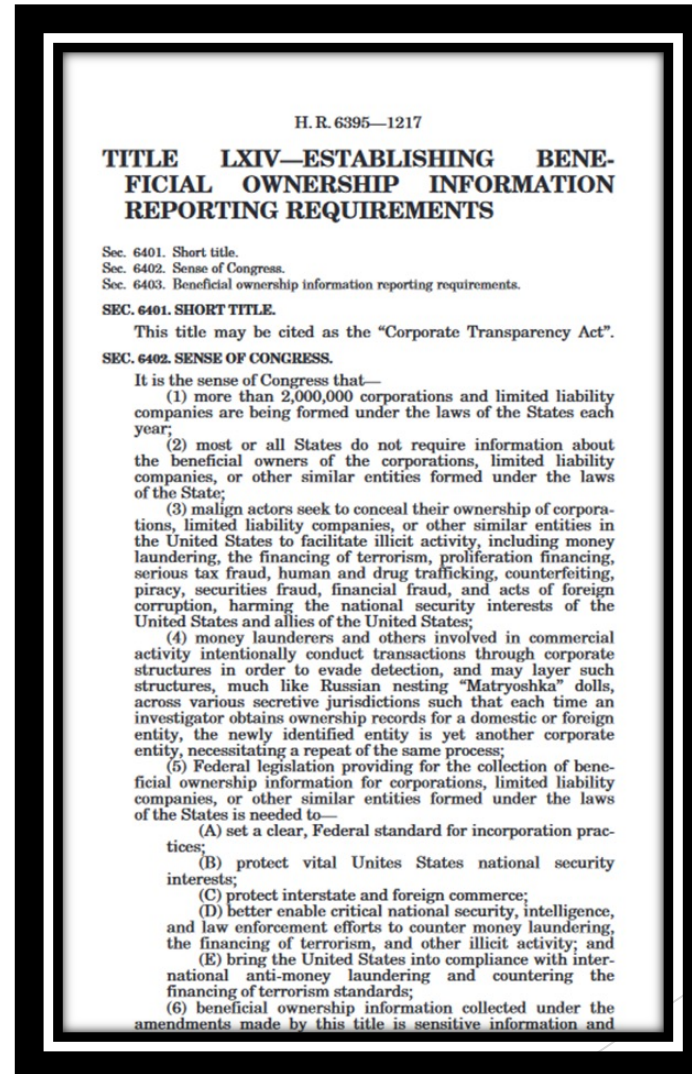 H. R. 6395—1217
TITLE LXIV—ESTABLISHING BENE-
FICIAL OWNERSHIP INFORMATION
REPORTING REQUIREMENTS
Sec. 6401. Short title.
Sec. 6402. Sense of Congress.
Sec. 6403. Beneficial ownership information reporting requirements.
SEC. 6401. SHORT TITLE.
This title may be cited as the “Corporate Transparency Act”.
SEC. 6402. SENSE OF CONGRESS.
It is the sense of Congress that—
(1) more than 2,000,000 corporations and limited liability
companies are being formed under the laws of the States each
year;
(2) most or all States do not require information about
the beneficial owners of the corporations, limited liability
companies, or other similar entities formed under the laws
of the State;
(3) malign actors seek to conceal their ownership of corpora-
tions, limited liability companies, or other similar entities in
the United States to facilitate illicit activity, including money
laundering, the financing of terrorism, proliferation financing,
serious tax fraud, human and drug trafficking, counterfeiting,
piracy, securities fraud, financial fraud, and acts of foreign
corruption, harming the national security interests of the
United States and allies of the United States;
(4) money launderers and others involved in commercial
activity intentionally conduct transactions through corporate
structures in order to evade detection, and may layer such
structures, much like Russian nesting “Matryoshka” dolls,
across various secretive jurisdictions such that each time an
investigator obtains ownership records for a domestic or foreign
entity, the newly identified entity is yet another corporate
entity, necessitating a repeat of the same process;
(5) Federal legislation providing for the collection of bene-
ficial ownership information for corporations, limited liability
companies, or other similar entities formed under the laws
of the States is needed to—
(A) set a clear, Federal standard for incorporation prac-
tices;
(B) protect vital Unites States national security
interests;
(C) protect interstate and foreign commerce;
(D) better enable critical national security, intelligence,
and law enforcement efforts to counter money laundering,
the financing of terrorism, and other illicit activity; and
(E) bring the United States into compliance with inter-
national anti-money laundering and countering the
financing of terrorism standards;
(6) beneficial ownership information collected under the
amendments made by this title is sensitive information and